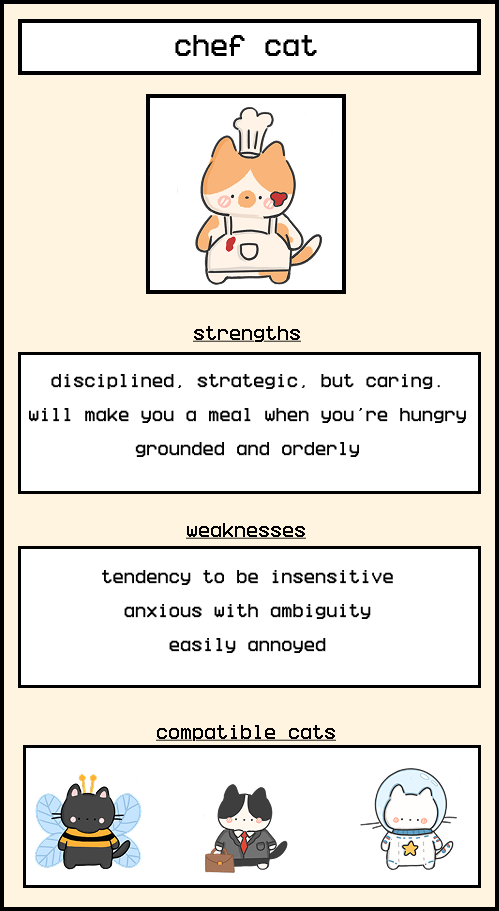 chef cat
strengths
disciplined, strategic, but caring.
will make you a meal when you're hungry
grounded and orderly
weaknesses
tendency to be insensitive
anxious with ambiguity
easily annoyed
compatible cats